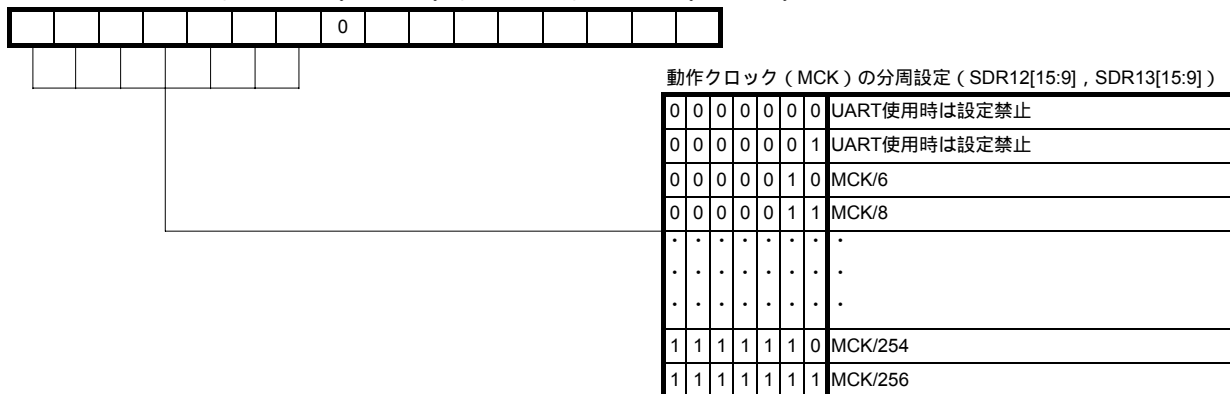 0
動作クロック（MCK）の分周設定（SDR12[15:9]，SDR13[15:9]）
0 0 0 0 0 0 0 UART使用時は設定禁止
0 0 0 0 0 0 1 UART使用時は設定禁止
0 0 0 0 0 1 0 MCK/6
0 0 0 0 0 1 1 MCK/8
・ ・ ・ ・ ・ ・ ・ ・
・ ・ ・ ・ ・ ・ ・ ・
・ ・ ・ ・ ・ ・ ・ ・
1 1 1 1 1 1 0 MCK/254
1 1 1 1 1 1 1 MCK/256